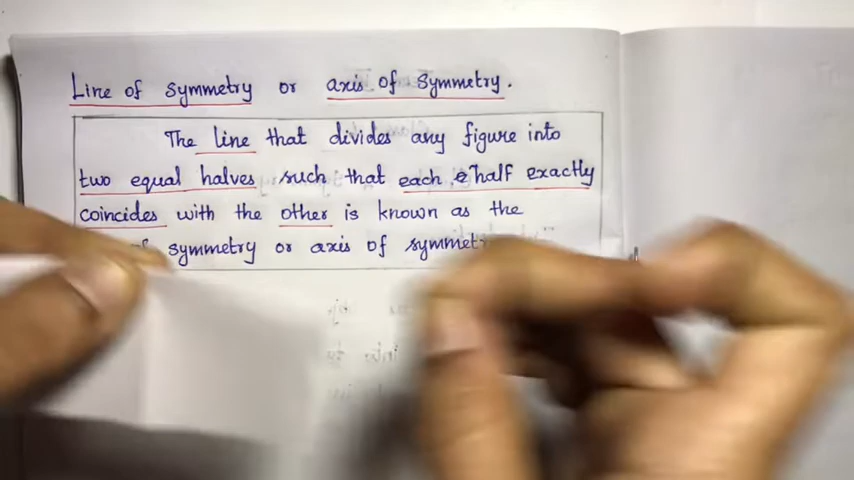 Line of symmetry or axis of symmetry.
The line that divides any figure into
two equal halves such that each half exactly
coincides with the other is known as the
symmetry or axis of